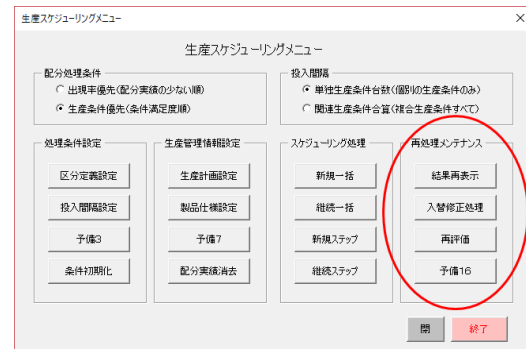 生産スケジューリングメニュー
生産スケジューリングメニュー
配分処理条件
出現率優先(配分実績の少ない順)
生産条件優先(条件満足度順)
投入間隔
単独生産条件台数(個別の生産条件のみ)
関連生産条件合算(複合生産条件すべて)
処理条件設定
区分定義設定
投入間隔設定
予備3
条件初期化
生産管理情報設定
生産計画設定
製品仕様設定
予備7
配分実績消去
スケジューリング処理
新規一括
継続一括
新規ステップ
継続ステップ
再処理メンテナンス
結果再表示
入替修正処理
再評価
予備16
閉
終了